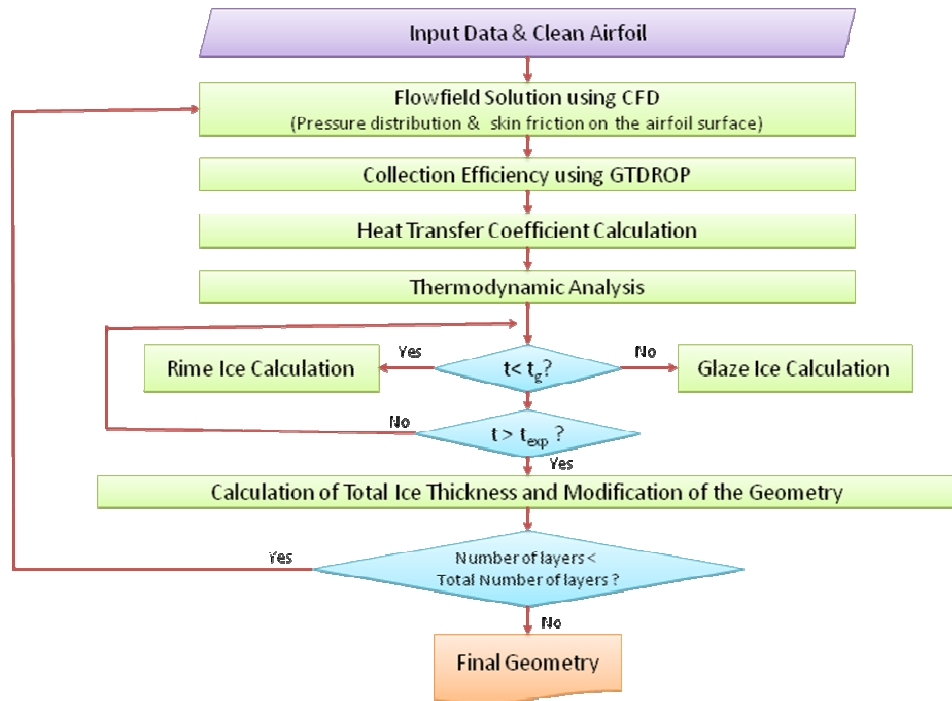 Input Data & Clean Airfoil
Flowfield Solution using CFD
(Pressure distribution & skin friction on the airfoil surface)
Collection Efficiency using GTDROP
Heat Transfer Coefficient Calculation
Thermodynamic Analysis
Rime Ice Calculation
Yes
t< tg?
No
Glaze Ice Calculation
No
t > texp ?
Yes
Calculation of Total Ice Thickness and Modification of the Geometry
Yes
Number of layers <
Total Number of layers ?
No
Final Geometry